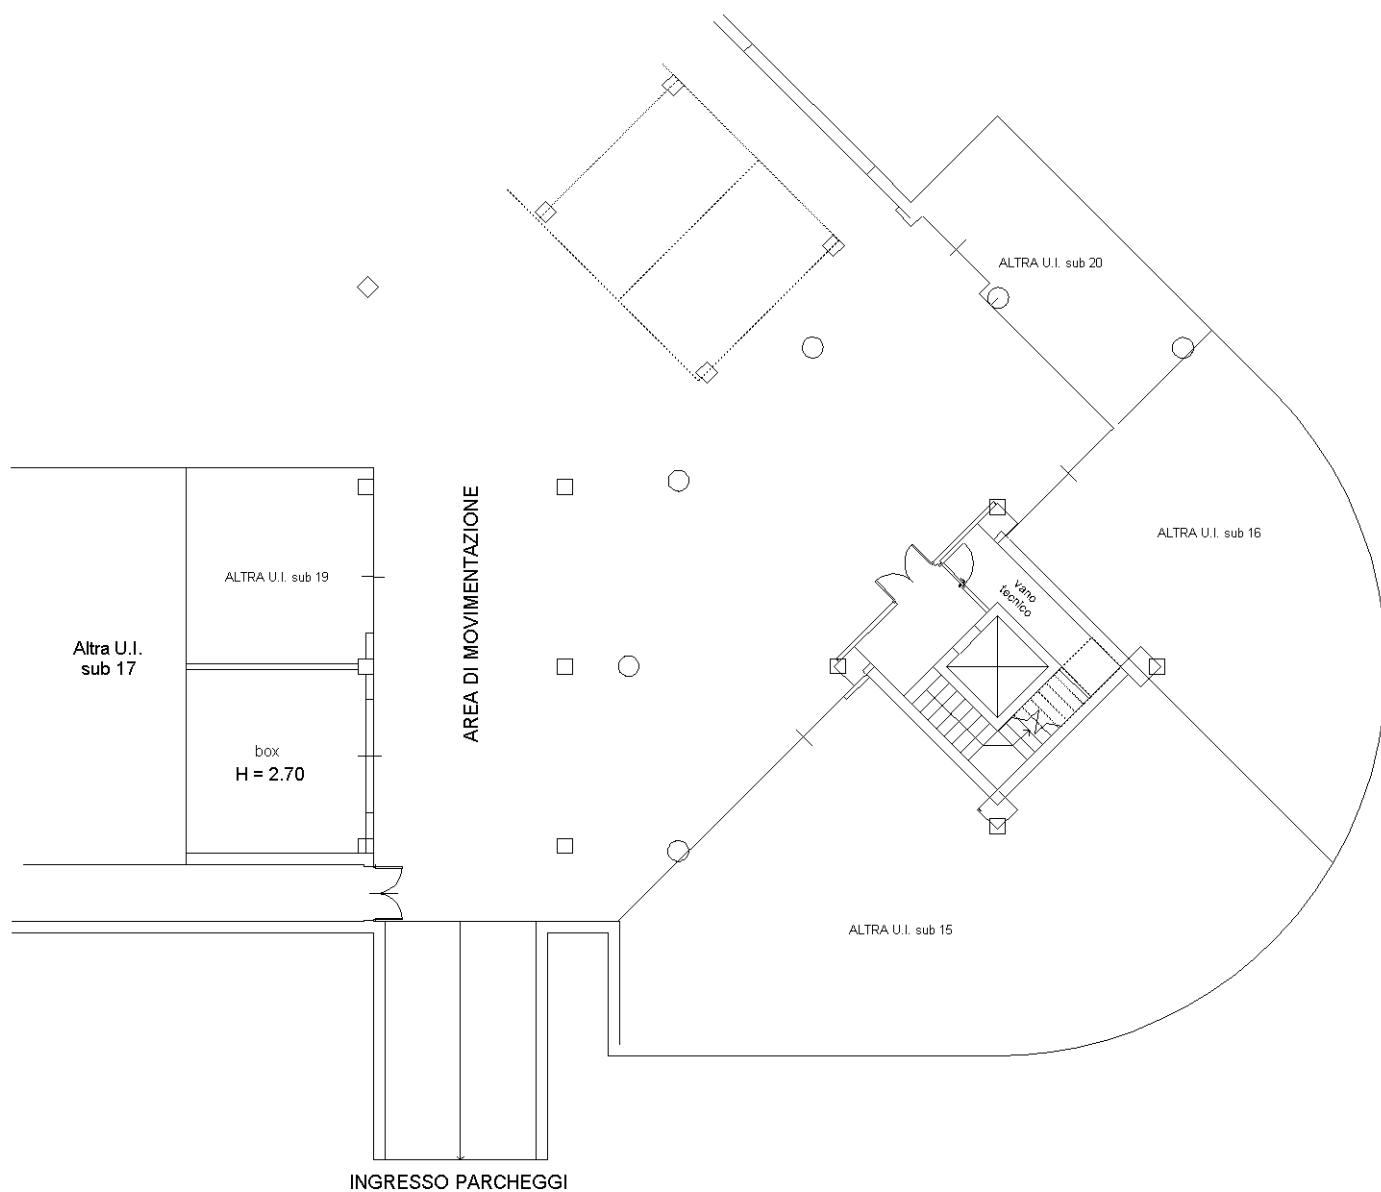 ALTRA U.I. sub 20
ALTRA U.I. sub 16
AREA DI MOVIMENTAZIONE
ALTRA U.I. sub 19
vano
tecnico
Altra U.I.
sub 17
box
H = 2.70
ALTRA U.I. sub 15
INGRESSO PARCHEGGI